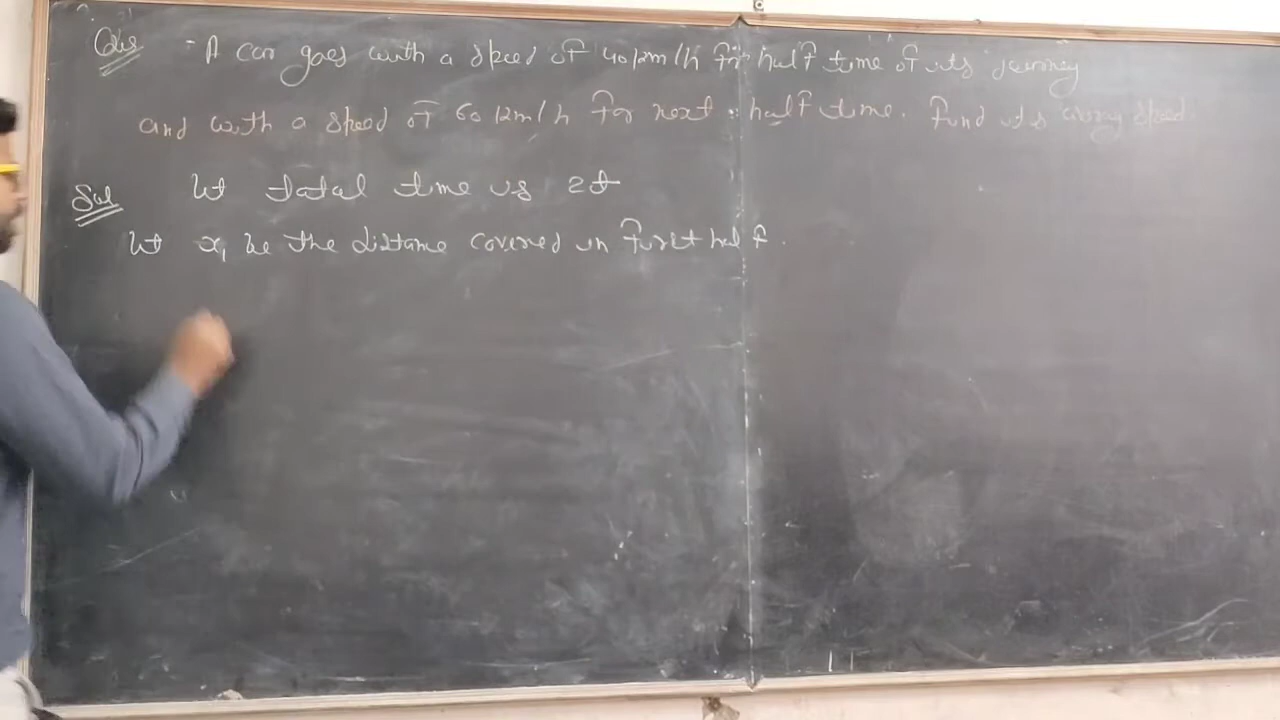 Ques - A car goes with a speed of 40 km/h for half time of its journey
and with a speed of 60 km/h for next half time. Find its averag speed.
Sol Let total time is 2t
let x₁ be the distance covered in first half.